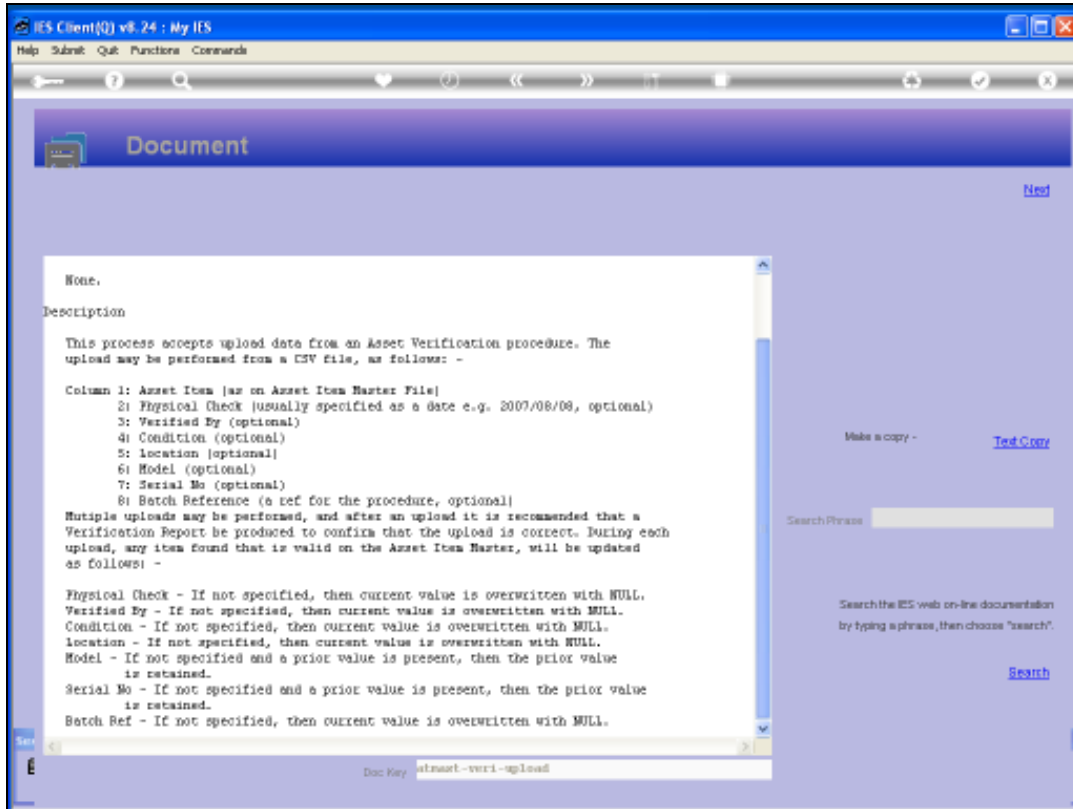 IES Client(Q) v8.24 : My IES
Help Submit Quit Functions Commands
Document
Next
None.
Description
This process accepts upload data from an Asset Verification procedure. The
upload may be performed from a CSV file, as follows: -
Column 1: Asset Item (as on Asset Item Master File)
2: Physical Check (usually specified as a date e.g. 2007/08/08, optional)
3: Verified By (optional)
4: Condition (optional)
5: Location (optional)
6: Model (optional)
7: Serial No (optional)
8: Batch Reference (a ref for the procedure, optional)
Mutiple uploads may be performed, and after an upload it is recommended that a
Verification Report be produced to confirm that the upload is correct. During each
upload, any item found that is valid on the Asset Item Master, will be updated
as follows: -
Physical Check - If not specified, then current value is overwritten with NULL.
Verified By - If not specified, then current value is overwritten with NULL.
Condition - If not specified, then current value is overwritten with NULL.
Location - If not specified, then current value is overwritten with NULL.
Model - If not specified and a prior value is present, then the prior value
is retained.
Serial No - If not specified and a prior value is present, then the prior value
is retained.
Batch Ref - If not specified, then current value is overwritten with NULL.
Make a copy -
Text Copy
Search Phrase
Search the IES web on-line documentation
by typing a phrase, then choose "search".
Search
Doc Key atmast-veri-upload